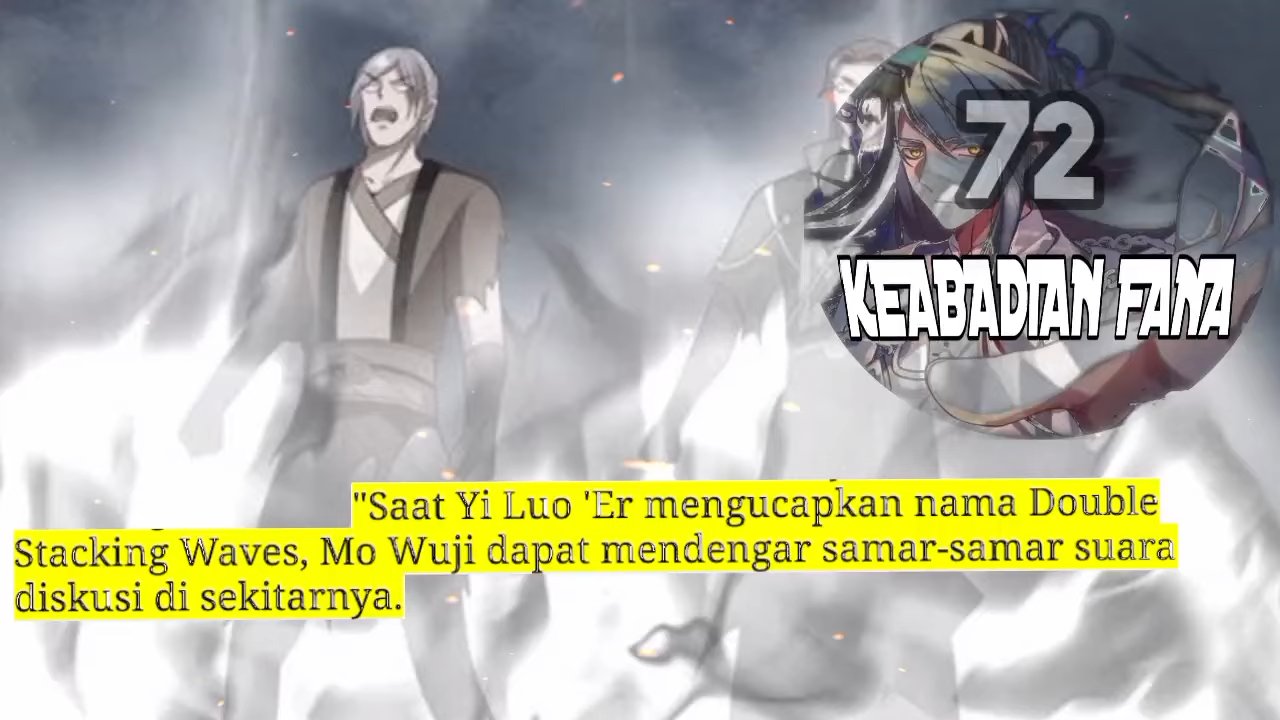 72
KEABADIAN FANA
"Saat Yi Luo 'Er mengucapkan nama Double
Stacking Waves, Mo Wuji dapat mendengar samar-samar suara
diskusi di sekitarnya.